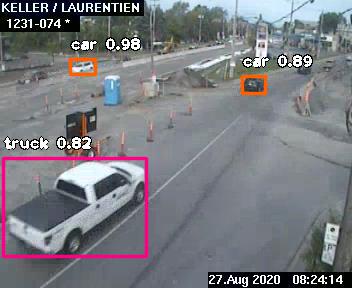 KELLER / LAURENTIEN
1231-074 *
car 0.98
car 0.89
truck 0.82
27.Aug 2020 08:24:14